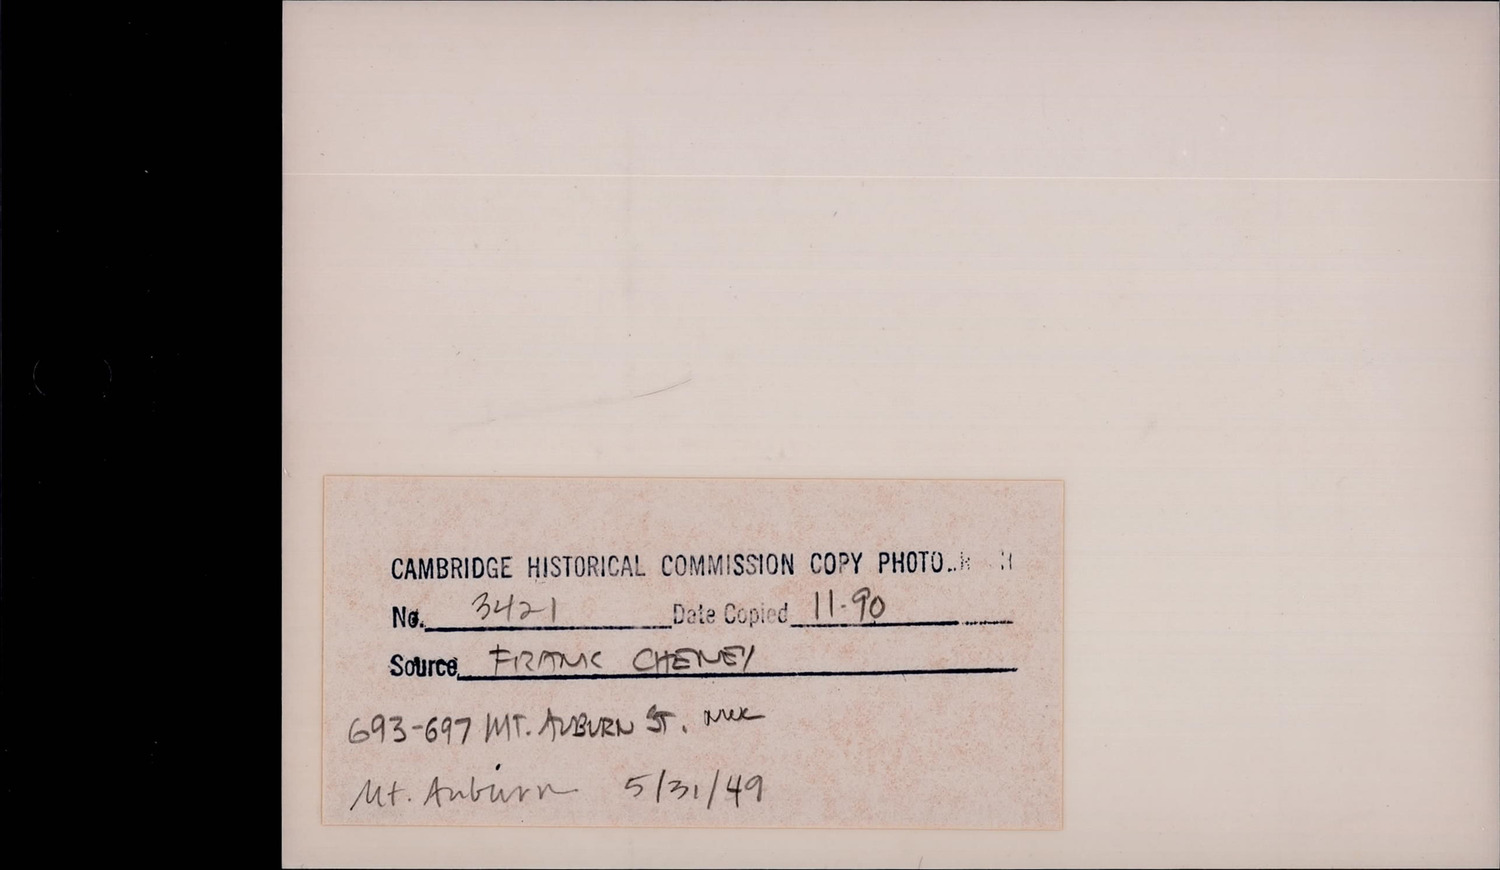 CAMBRIDGE HISTORICAL COMMISSION COPY PHOTO
No. 3421 Date Copied 11-90
Source FRANK CHENEY
693-697 MT. AUBURN ST.
Mt. Auburn 5/31/49